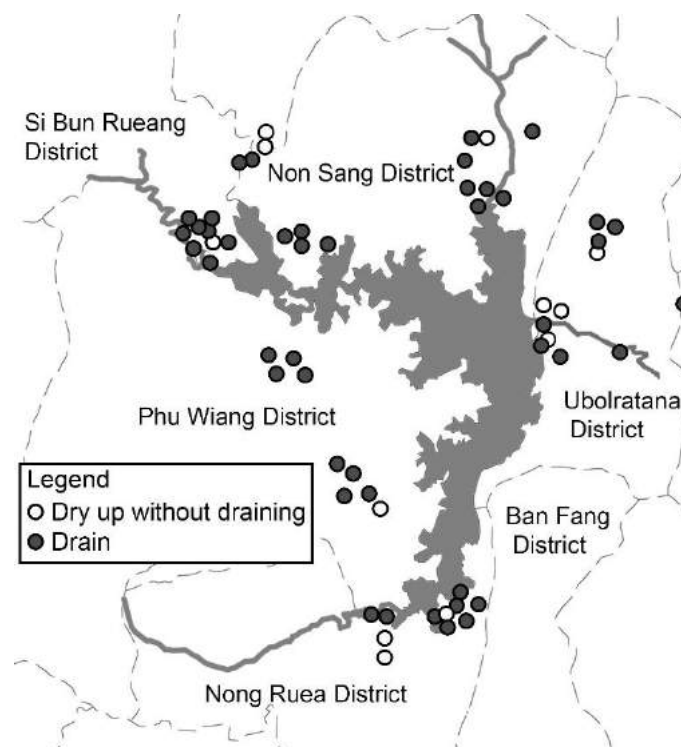 Si Bun Rueang
District
Non Sang District
Phu Wiang District
Ubolratana
District
Legend
Dry up without draining
Drain
Ban Fang
District
Nong Ruea District